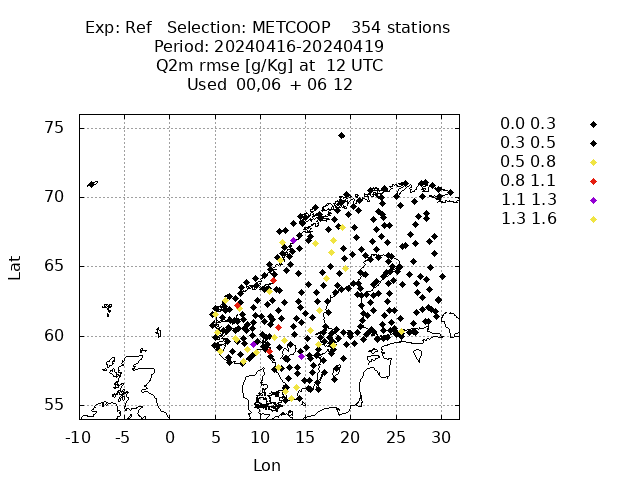 Exp: Ref   Selection: METCOOP    354 stations
Period: 20240416-20240419
Q2m rmse [g/Kg] at  12 UTC
Used  00,06  + 06 12
0.0 0.3
0.3 0.5
0.5 0.8
0.8 1.1
1.1 1.3
1.3 1.6
75
70
65
60
55
Lat
-10 -5 0 5 10 15 20 25 30
Lon